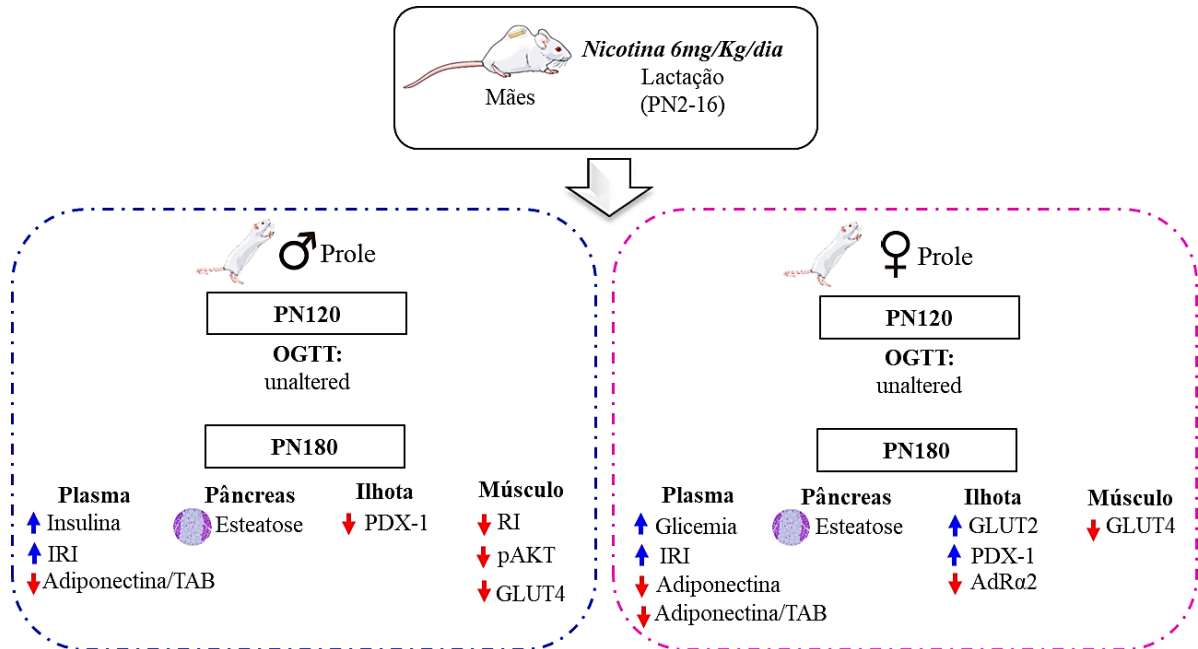 Nicotina 6mg/Kg/dia
Lactação
(PN2-16)
Mães
♂ Prole
PN120
OGTT:
unaltered
PN180
Plasma
Insulina
IRI
Adiponectina/TAB
Pâncreas
Esteatose
Ilhota
PDX-1
Músculo
RI
pAKT
GLUT4
♀ Prole
PN120
OGTT:
unaltered
PN180
Plasma
Glicemia
IRI
Adiponectina
Adiponectina/TAB
Pâncreas
Esteatose
Ilhota
GLUT2
PDX-1
AdRα2
Músculo
GLUT4